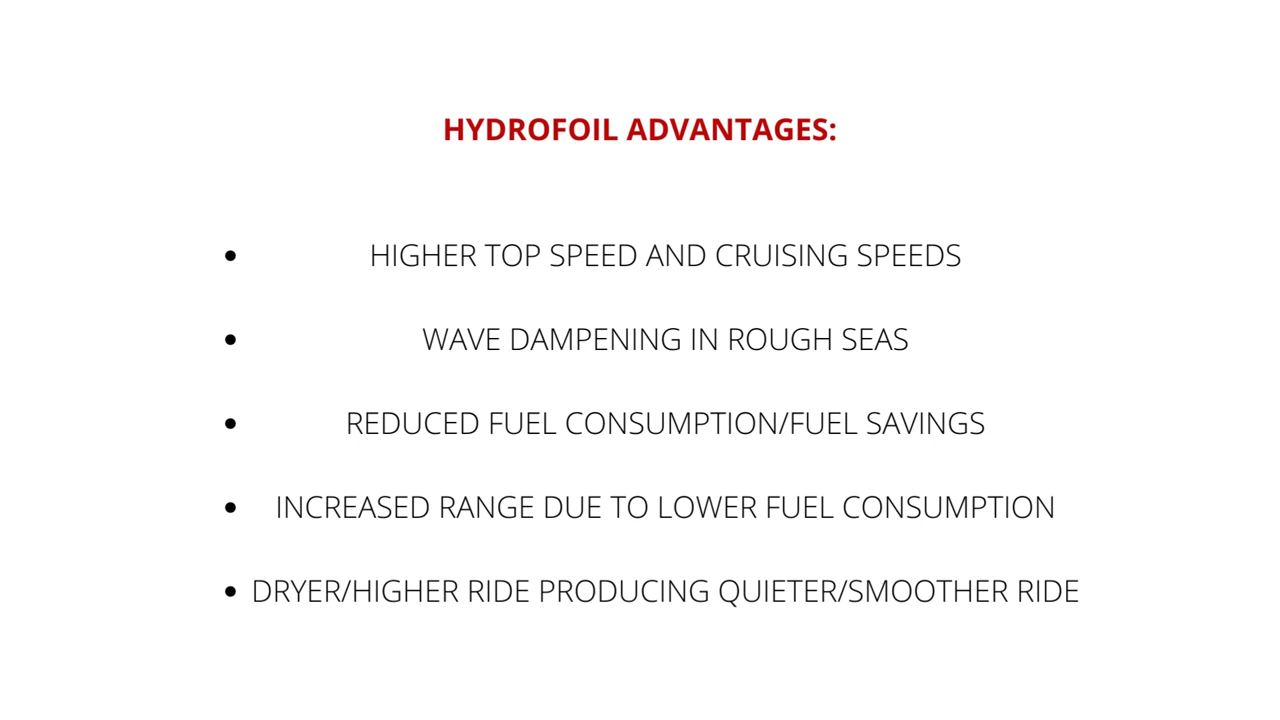 HYDROFOIL ADVANTAGES:
• HIGHER TOP SPEED AND CRUISING SPEEDS
• WAVE DAMPENING IN ROUGH SEAS
• REDUCED FUEL CONSUMPTION/FUEL SAVINGS
• INCREASED RANGE DUE TO LOWER FUEL CONSUMPTION
• DRYER/HIGHER RIDE PRODUCING QUIETER/SMOOTHER RIDE